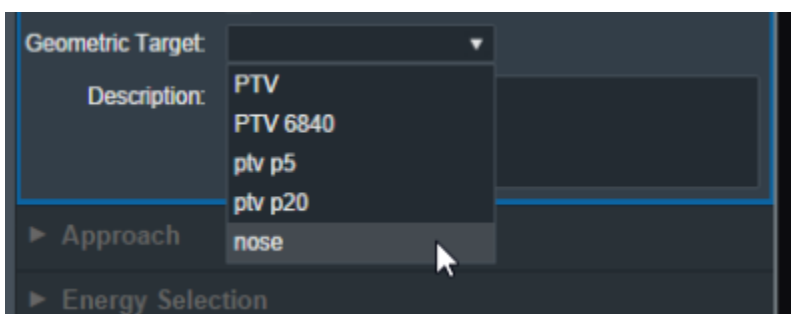 Geometric Target:
Description:
PTV
PTV 6840
ptv p5
ptv p20
nose
Approach
Energy Selection